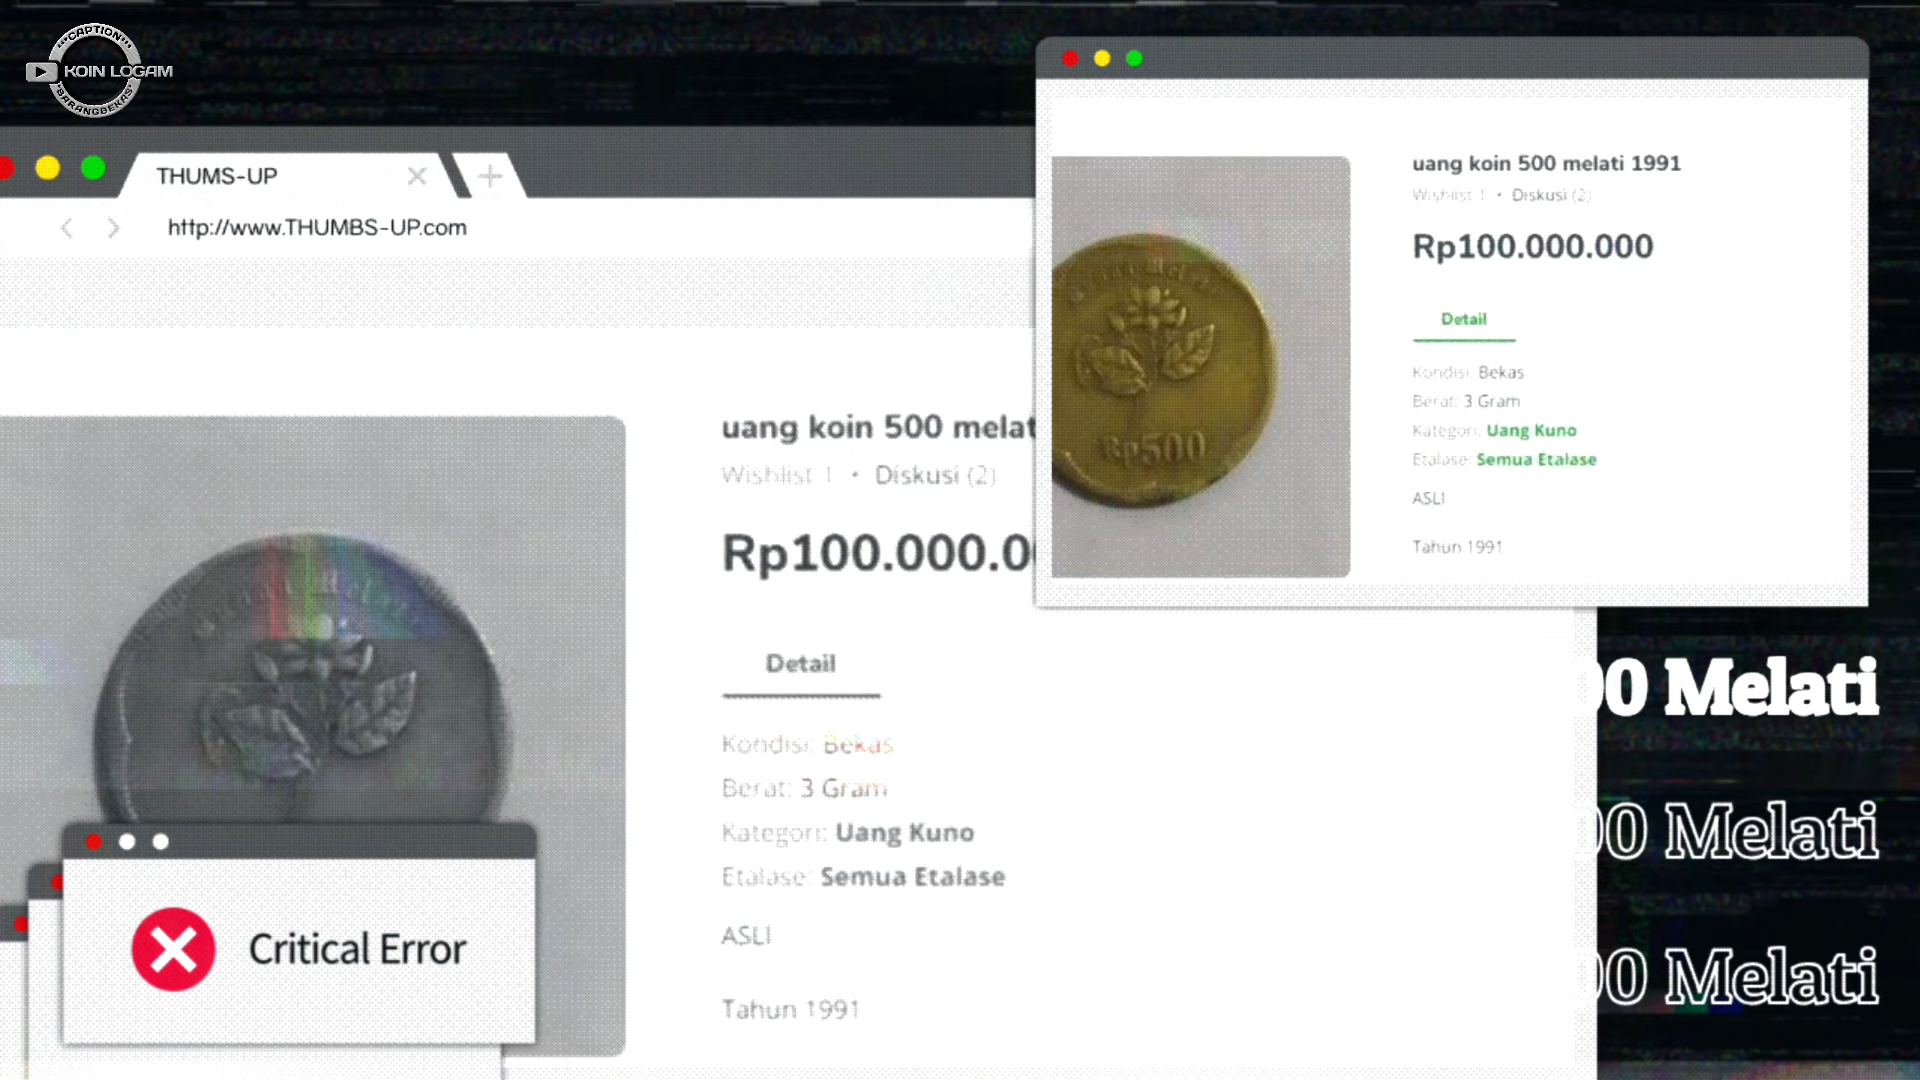 CAPTION
KOIN LOGAM
BARANGBEKAS
THUMS-UP
http://www.THUMBS-UP.com
uang koin 500 melat
Wishlist 1 • Diskusi (2)
Rp100.000.0
Detail
Kondisi: Bekas
Berat: 3 Gram
Kategori: Uang Kuno
Etalase: Semua Etalase
ASLI
Tahun 1991
Critical Error
uang koin 500 melati 1991
Wishlist 1 • Diskusi (2)
Rp100.000.000
Detail
Kondisi: Bekas
Berat: 3 Gram
Kategori: Uang Kuno
Etalase: Semua Etalase
ASLI
Tahun 1991
Rp500
00 Melati
00 Melati
00 Melati